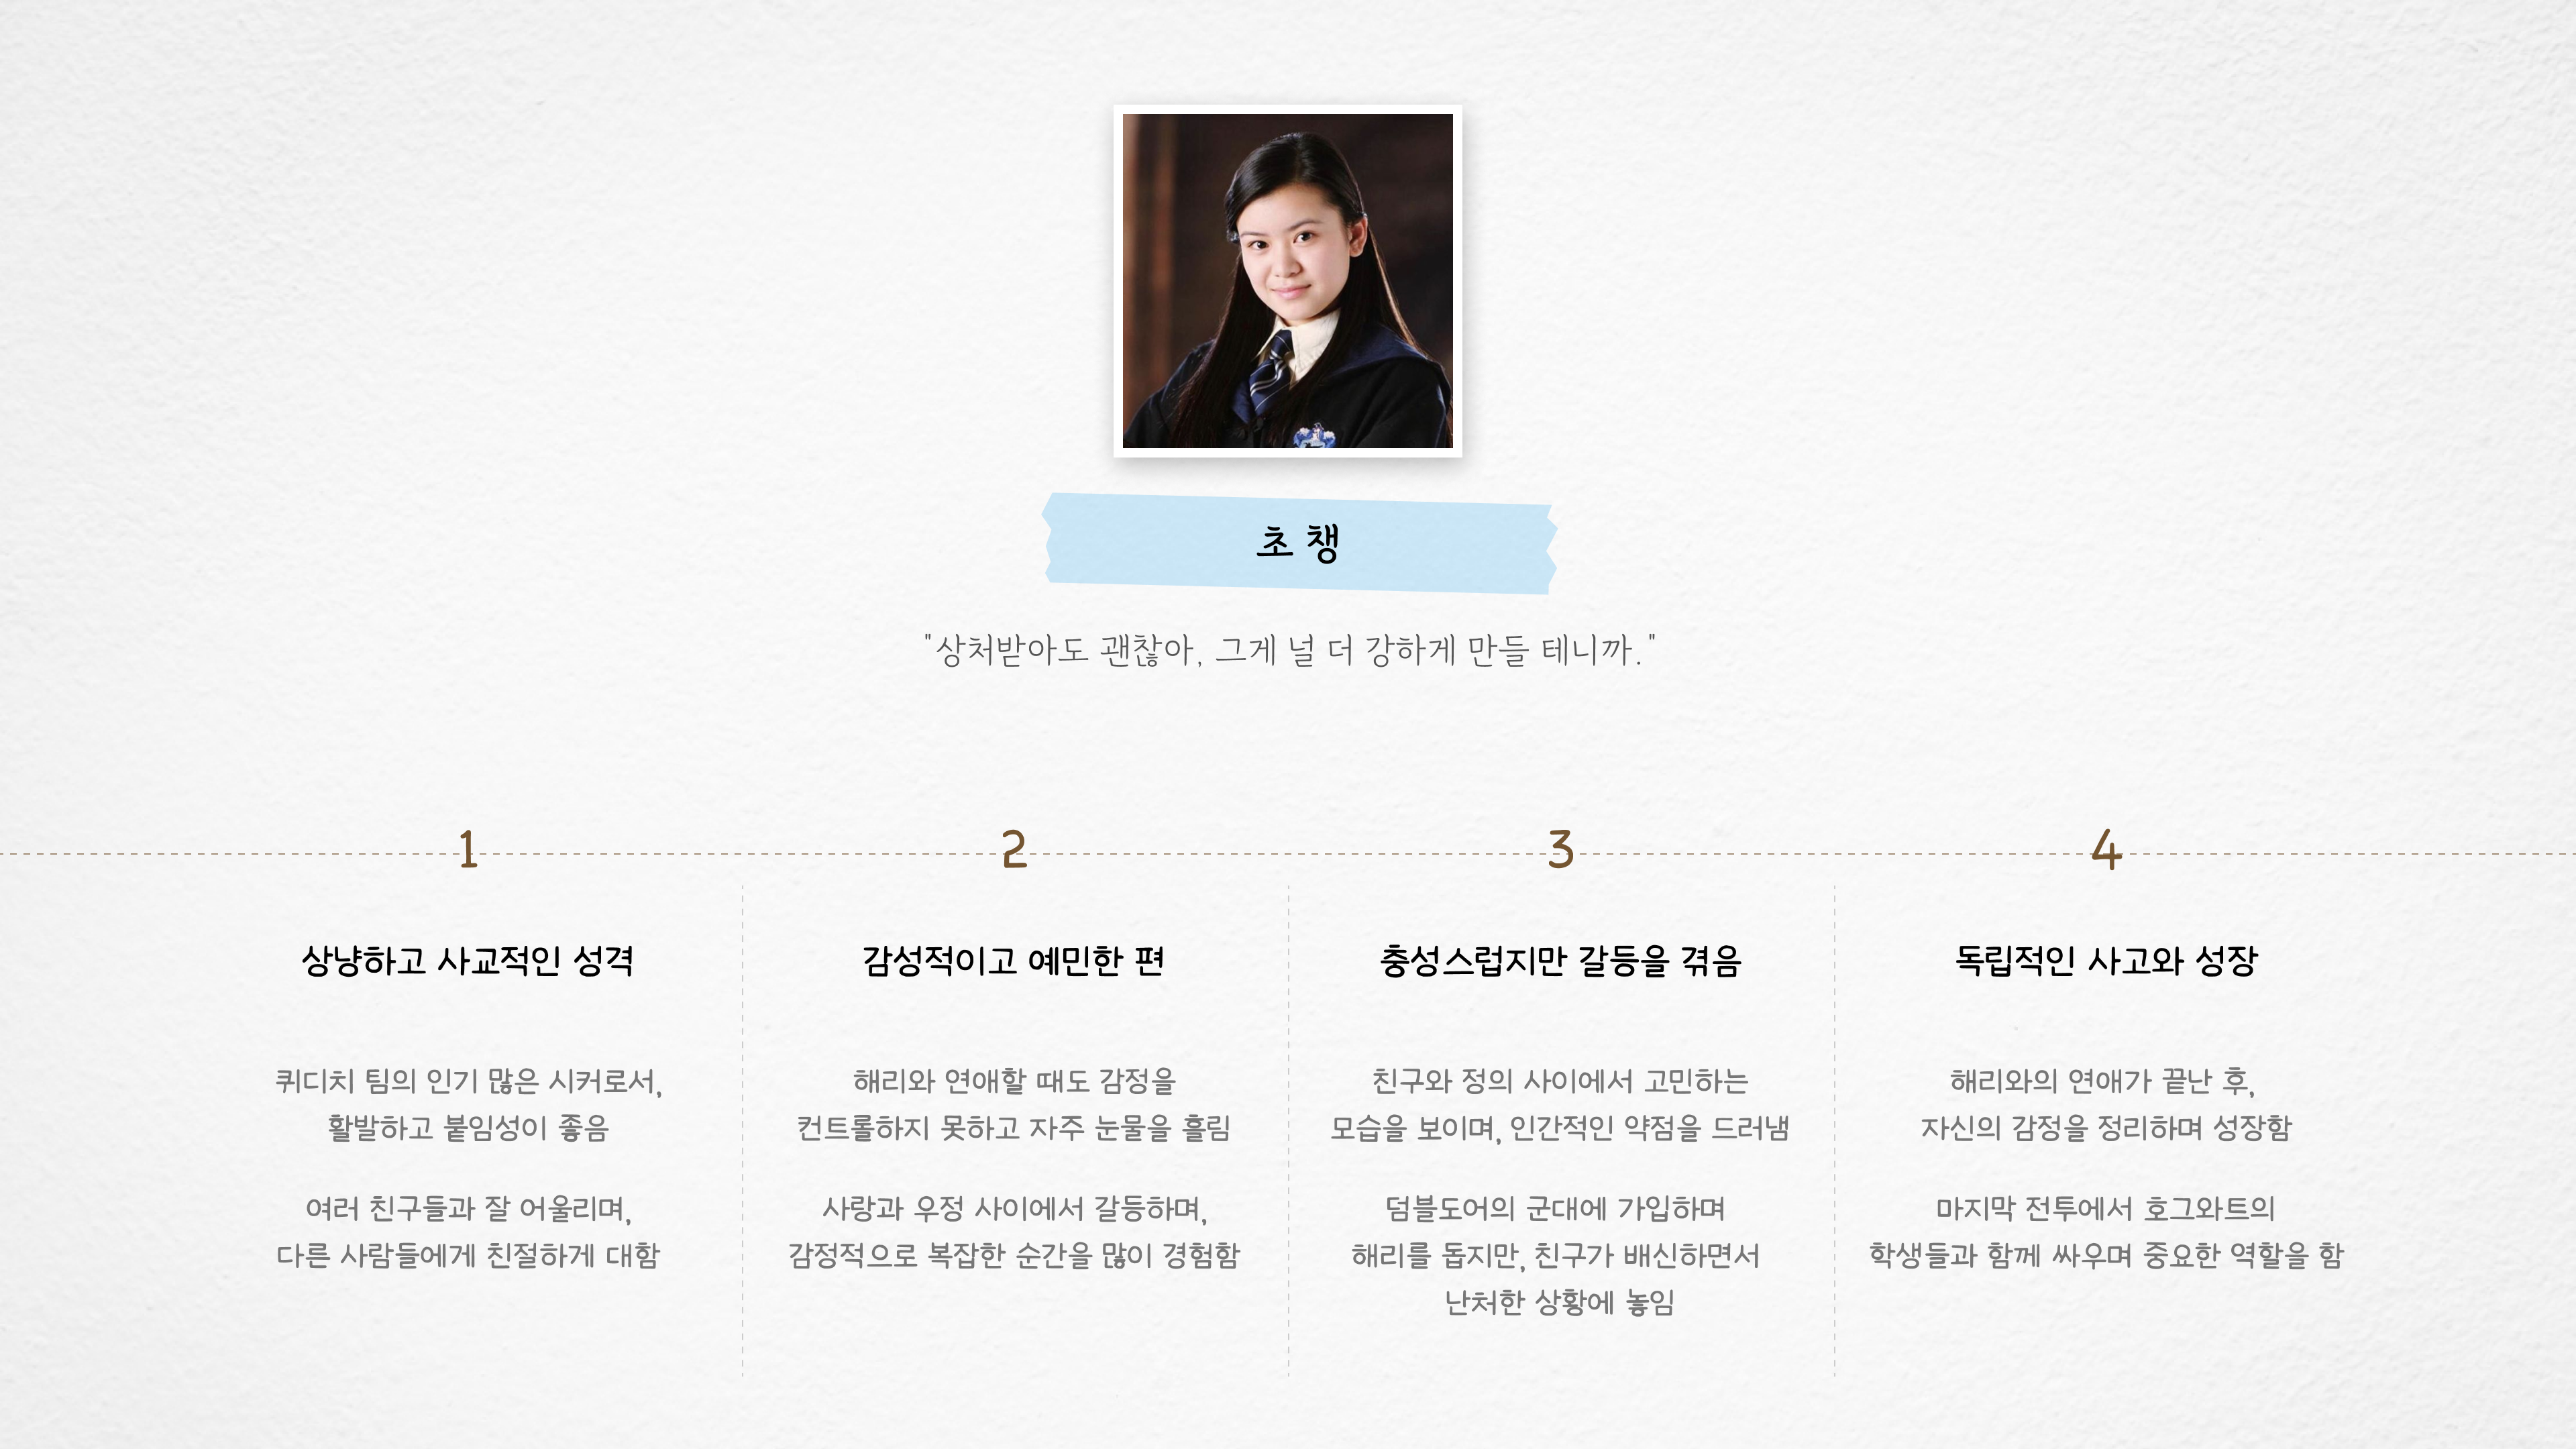 초 챙
"상처받아도 괜찮아, 그게 널 더 강하게 만들 테니까."
1
상냥하고 사교적인 성격
퀴디치 팀의 인기 많은 시커로서,
활발하고 붙임성이 좋음
여러 친구들과 잘 어울리며,
다른 사람들에게 친절하게 대함
2
감성적이고 예민한 편
해리와 연애할 때도 감정을
컨트롤하지 못하고 자주 눈물을 흘림
사랑과 우정 사이에서 갈등하며,
감정적으로 복잡한 순간을 많이 경험함
3
충성스럽지만 갈등을 겪음
친구와 정의 사이에서 고민하는
모습을 보이며, 인간적인 약점을 드러냄
덤블도어의 군대에 가입하며
해리를 돕지만, 친구가 배신하면서
난처한 상황에 놓임
4
독립적인 사고와 성장
해리와의 연애가 끝난 후,
자신의 감정을 정리하며 성장함
마지막 전투에서 호그와트의
학생들과 함께 싸우며 중요한 역할을 함